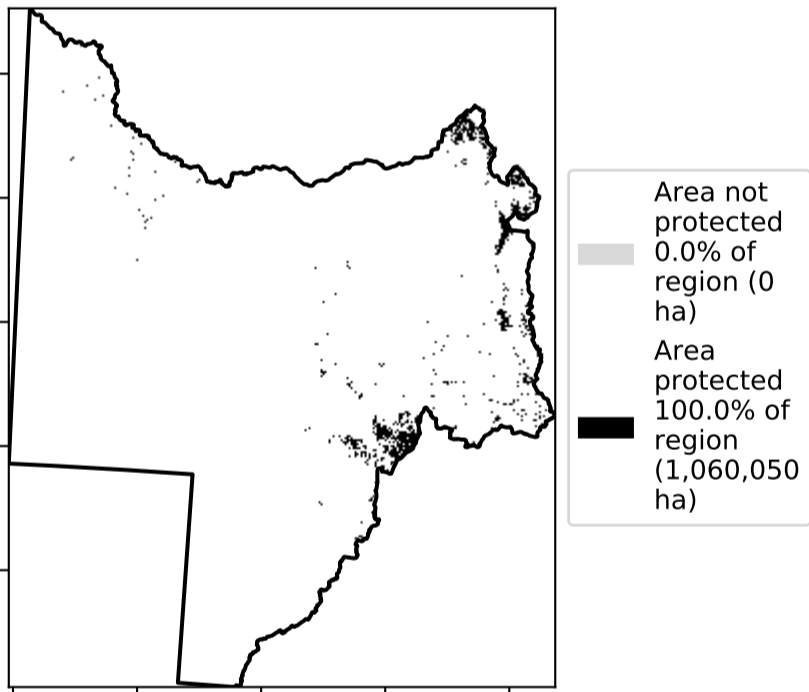 Area not
protected
0.0% of
region (0
ha)
Area
protected
100.0% of
region
(1,060,050
ha)